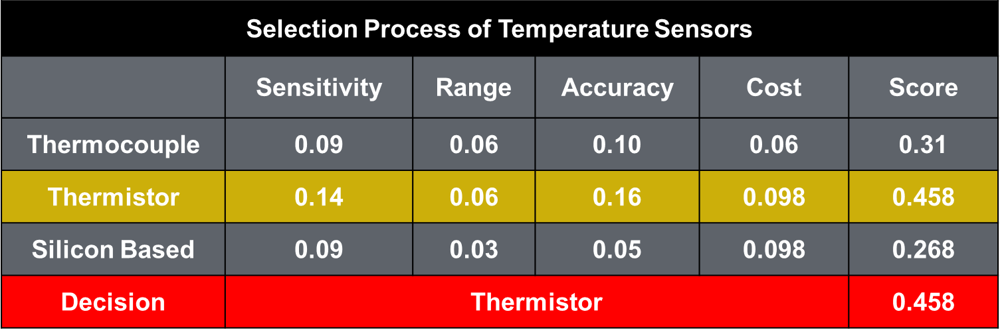 Selection Process of Temperature Sensors
Sensitivity Range Accuracy Cost Score
Thermocouple 0.09 0.06 0.10 0.06 0.31
Thermistor 0.14 0.06 0.16 0.098 0.458
Silicon Based 0.09 0.03 0.05 0.098 0.268
Decision Thermistor 0.458